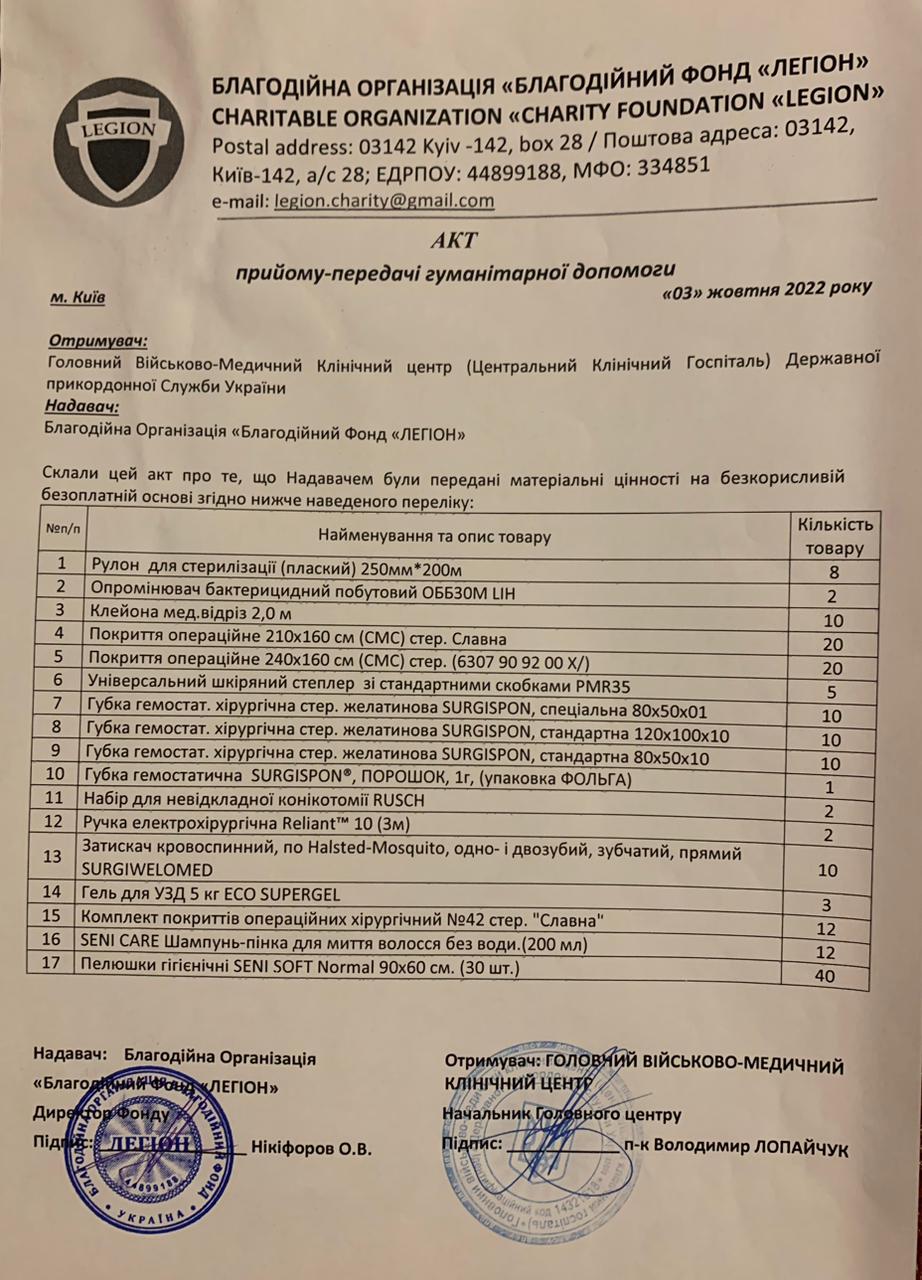 LEGION
БЛАГОДІЙНА ОРГАНІЗАЦІЯ «БЛАГОДІЙНИЙ ФОНД «ЛЕГІОН»
CHARITABLE ORGANIZATION «CHARITY FOUNDATION «LEGION»
Postal address: 03142 Kyiv -142, box 28 / Поштова адреса: 03142,
Київ-142, а/с 28; ЕДРПОУ: 44899188, МФО: 334851
e-mail: legion.charity@gmail.com
АКТ
прийому-передачі гуманітарної допомоги
м. Київ «03» жовтня 2022 року
Отримувач:
Головний Військово-Медичний Клінічний центр (Центральний Клінічний Госпіталь) Державної
прикордонної Служби України
Надавач:
Благодійна Організація «Благодійний Фонд «ЛЕГІОН»
Склали цей акт про те, що Надавачем були передані матеріальні цінності на безкорисливій
безоплатній основі згідно нижче наведеного переліку:
№п/п Найменування та опис товару Кількість товару
1 Рулон для стерилізації (плаский) 250мм*200м 8
2 Опромінювач бактерицидний побутовий ОББ30М LIH 2
3 Клейона мед.відріз 2,0 м 10
4 Покриття операційне 210х160 см (СМС) стер. Славна 20
5 Покриття операційне 240х160 см (СМС) стер. (6307 90 92 00 Х/) 20
6 Універсальний шкіряний степлер зі стандартними скобками PMR35 5
7 Губка гемостат. хірургічна стер. желатинова SURGISPON, спеціальна 80х50х01 10
8 Губка гемостат. хірургічна стер. желатинова SURGISPON, стандартна 120х100х10 10
9 Губка гемостат. хірургічна стер. желатинова SURGISPON, стандартна 80х50х10 10
10 Губка гемостатична SURGISPON®, ПОРОШОК, 1г, (упаковка ФОЛЬГА) 1
11 Набір для невідкладної конікотомії RUSCH 2
12 Ручка електрохірургічна Reliant™ 10 (3м) 2
13 Затискач кровоспинний, по Halsted-Mosquito, одно- і двозубий, зубчатий, прямий
SURGIWELOMED 10
14 Гель для УЗД 5 кг ECO SUPERGEL 3
15 Комплект покриттів операційних хірургічний №42 стер. "Славна" 12
16 SENI CARE Шампунь-пінка для миття волосся без води.(200 мл) 12
17 Пелюшки гігієнічні SENI SOFT Normal 90х60 см. (30 шт.) 40
Надавач: Благодійна Організація
«Благодійний Фонд «ЛЕГІОН»
Директор Фонду
Підпис: Нікіфоров О.В.
БЛАГОДІЙНА ОРГАНІЗАЦІЯ БЛАГОДІЙНИЙ ФОНД
ЛЕГІОН
44899188
УКРАЇНА
Отримувач: ГОЛОВНИЙ ВІЙСЬКОВО-МЕДИЧНИЙ
КЛІНІЧНИЙ ЦЕНТР
Начальник Головного центру
Підпис: п-к Володимир ЛОПАЙЧУК